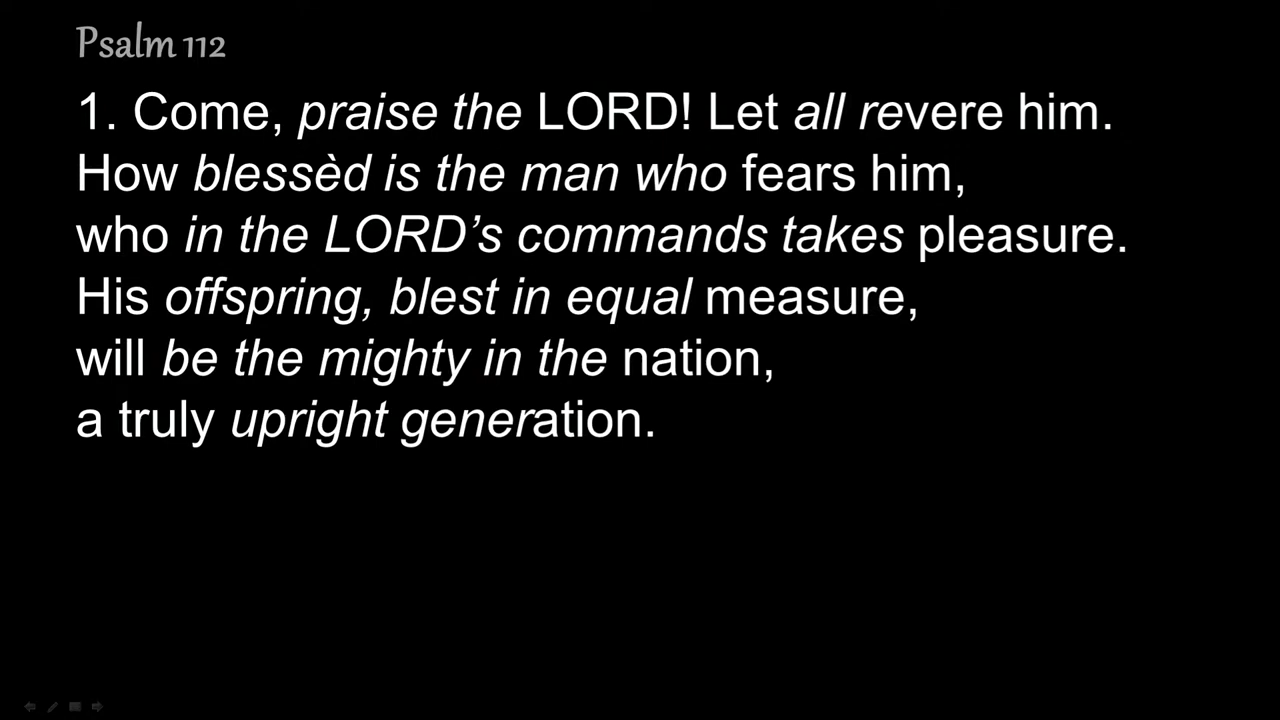 Psalm 112
1. Come, praise the LORD! Let all revere him.
How blessèd is the man who fears him,
who in the LORD’s commands takes pleasure.
His offspring, blest in equal measure,
will be the mighty in the nation,
a truly upright generation.